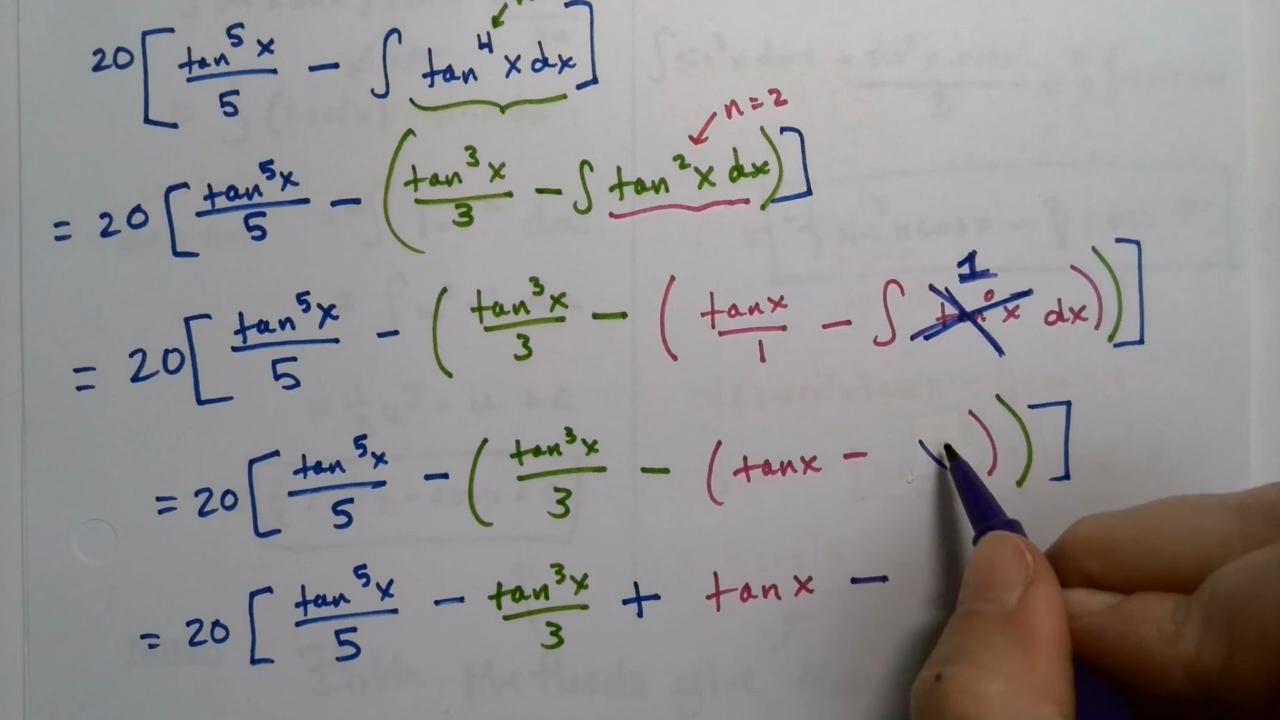 20[tan⁵x/5 − ∫tan⁴x dx]
n=2
= 20[tan⁵x/5 − (tan³x/3 − ∫tan²x dx)]
1
= 20[tan⁵x/5 − (tan³x/3 − (tanx/1 − ∫tan⁰x dx))]
= 20[tan⁵x/5 − (tan³x/3 − (tanx − ))]
= 20[tan⁵x/5 − tan³x/3 + tanx −